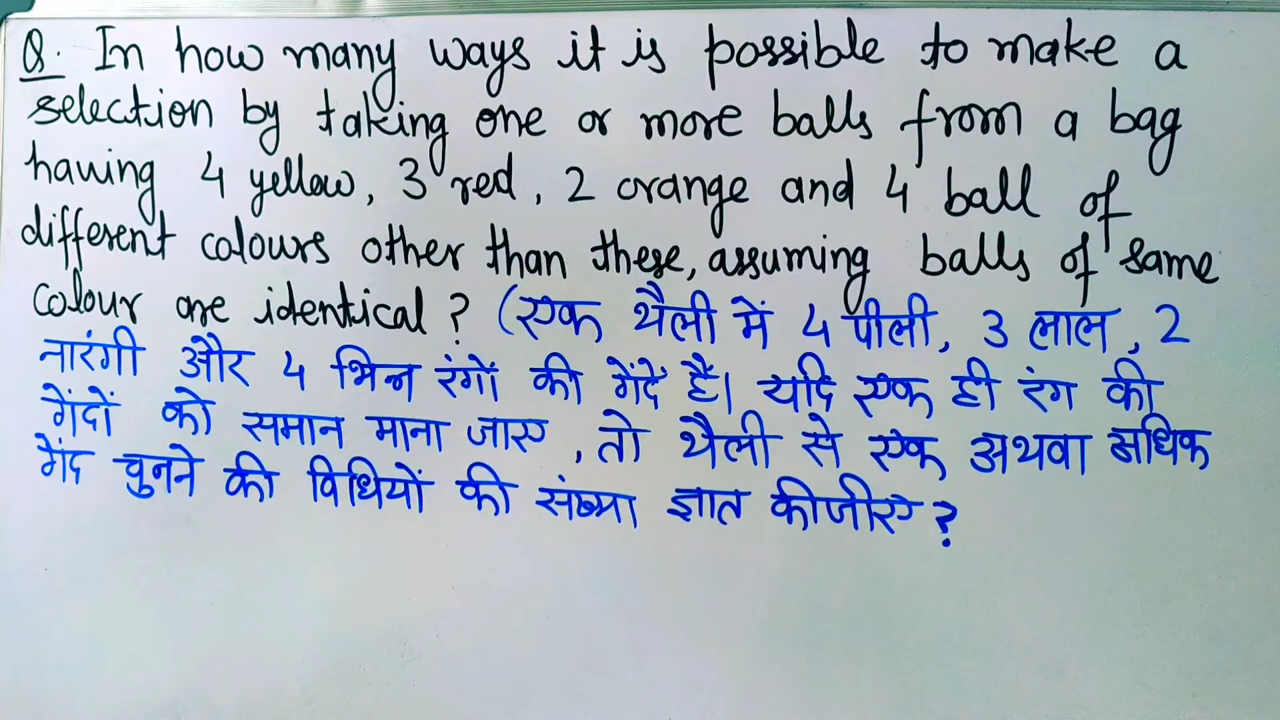 Q. In how many ways it is possible to make a
selection by taking one or more balls from a bag
having 4 yellow, 3 red, 2 orange and 4 ball of
different colours other than these, assuming balls of same
colour are identical? (एक थैली में 4 पीली, 3 लाल, 2
नारंगी और 4 भिन्न रंगों की गेंदें हैं। यदि एक ही रंग की
गेंदों को समान माना जाए, तो थैली से एक अथवा अधिक
गेंद चुनने की विधियों की संख्या ज्ञात कीजीए?